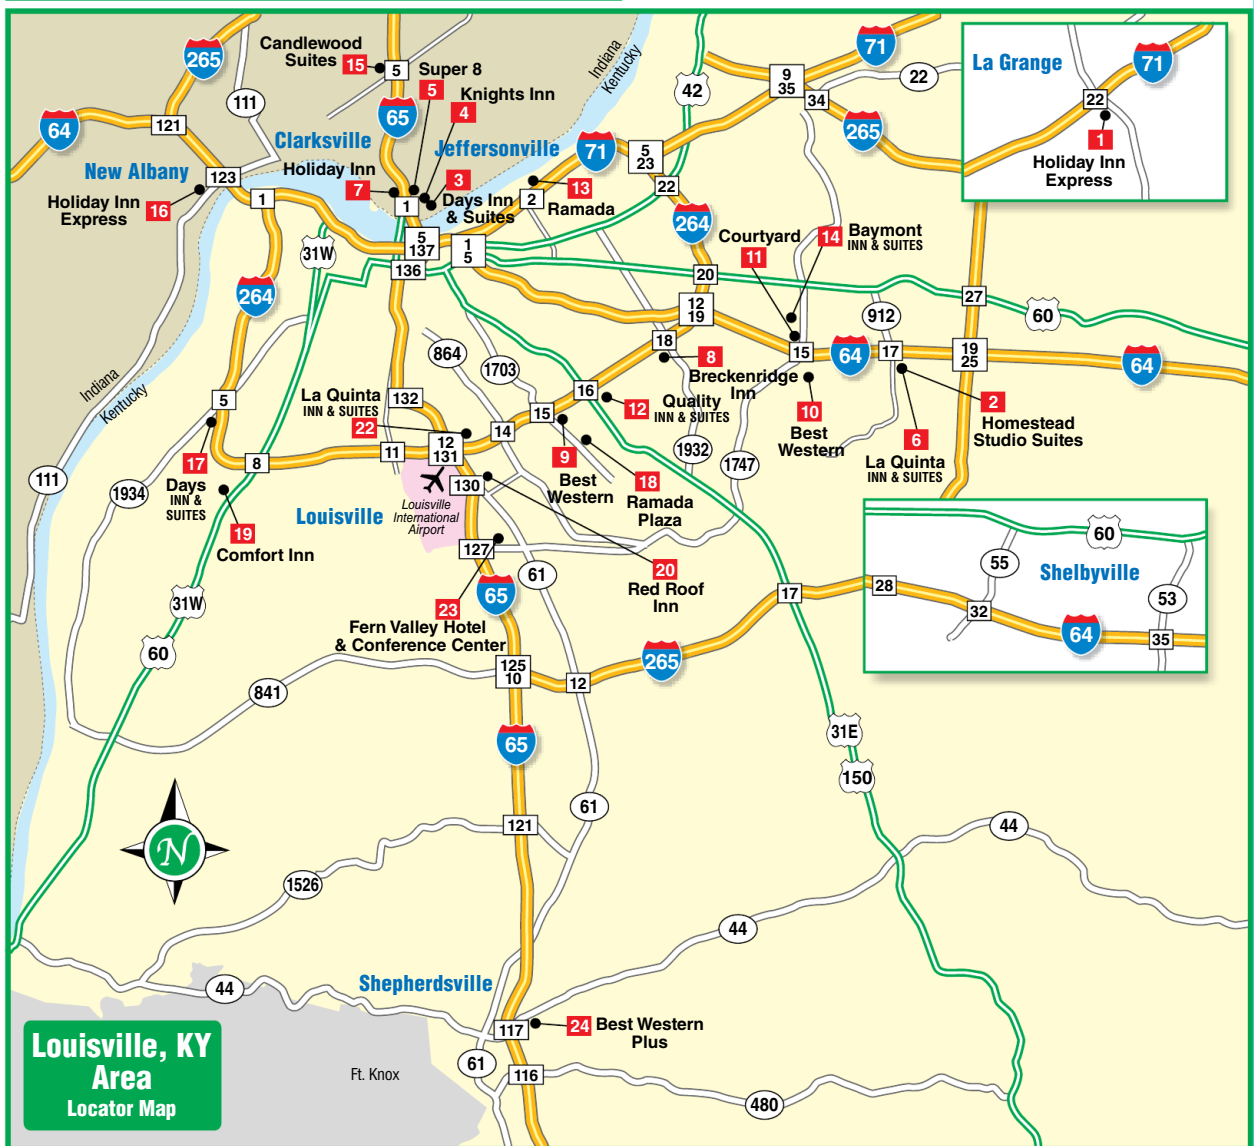 265
Candlewood
Suites
15
5
Super 8
5
Knights Inn
4
65
Indiana
Kentucky
42
71
9
35
34
22
265
La Grange
71
22
1
Holiday Inn
Express
64
121
111
Clarksville
Jeffersonville
71
5
23
New Albany
123
Holiday Inn
7
3
Days Inn
& Suites
13
Ramada
2
22
Holiday Inn
Express
16
1
1
264
Courtyard
11
14
Baymont
INN & SUITES
31W
5
137
1
5
136
20
264
27
60
912
12
19
18
15
64
17
19
25
64
864
1703
8
Breckenridge
Inn
Indiana
Kentucky
La Quinta
INN & SUITES
22
132
16
12
Quality
INN & SUITES
10
Best
Western
2
Homestead
Studio Suites
6
La Quinta
INN & SUITES
5
15
14
12
131
11
1932
1747
17
Days
INN &
SUITES
8
9
Best
Western
18
Ramada
Plaza
111
1934
130
Louisville
Louisville
International
Airport
19
Comfort Inn
127
61
20
Red Roof
Inn
60
55
Shelbyville
53
28
32
64
35
31W
65
23
Fern Valley Hotel
& Conference Center
17
60
125
10
265
12
841
65
31E
150
N
61
121
44
1526
44
Shepherdsville
44
117
24
Best Western
Plus
Louisville, KY
Area
Locator Map
61
116
Ft. Knox
480